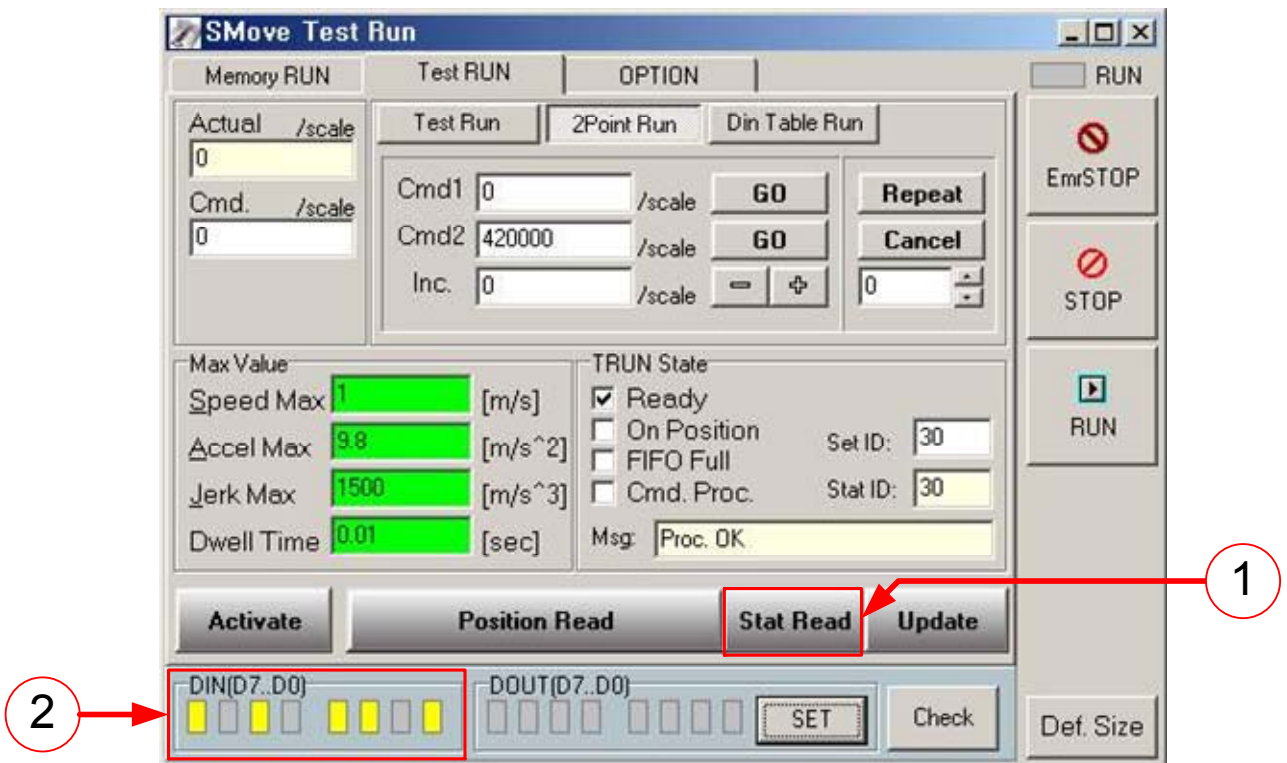 SMove Test Run
Memory RUN Test RUN OPTION RUN
Actual /scale
0
Cmd. /scale
0
Test Run 2Point Run Din Table Run
Cmd1 0 /scale GO Repeat
Cmd2 420000 /scale GO Cancel
Inc. 0 /scale 0
EmrSTOP
STOP
RUN
Max Value
Speed Max 1 [m/s]
Accel Max 9.8 [m/s^2]
Jerk Max 1500 [m/s^3]
Dwell Time 0.01 [sec]
TRUN State
Ready
On Position
FIFO Full
Cmd. Proc.
Set ID: 30
Stat ID: 30
Msg: Proc. OK
1
Activate Position Read Stat Read Update
2
DIN(D7..D0) DOUT(D7..D0)
SET Check Def. Size